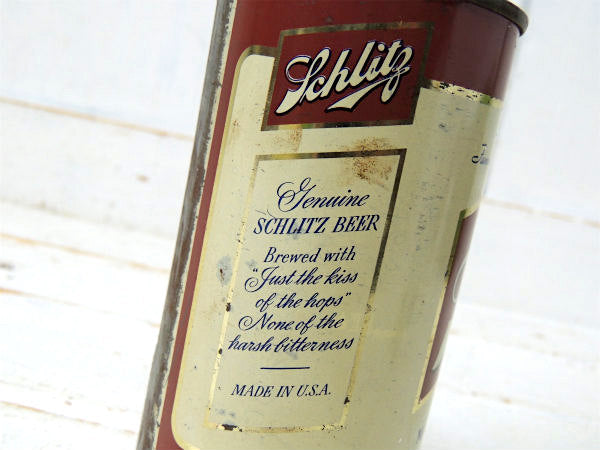 Schlitz
Genuine
SCHLITZ BEER
Brewed with
"Just the kiss
of the hops"
None of the
harsh bitterness
MADE IN U.S.A.